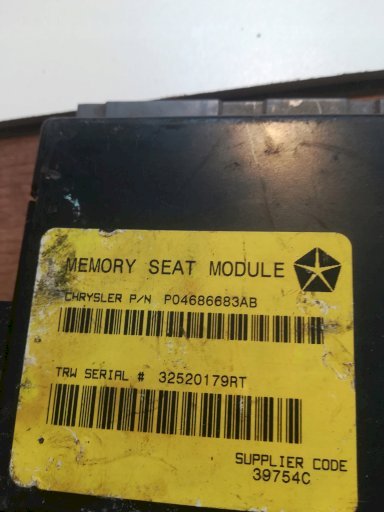 MEMORY SEAT MODULE
CHRYSLER P/N P04686683AB
TRW SERIAL # 32520179RT
SUPPLIER CODE
39754C